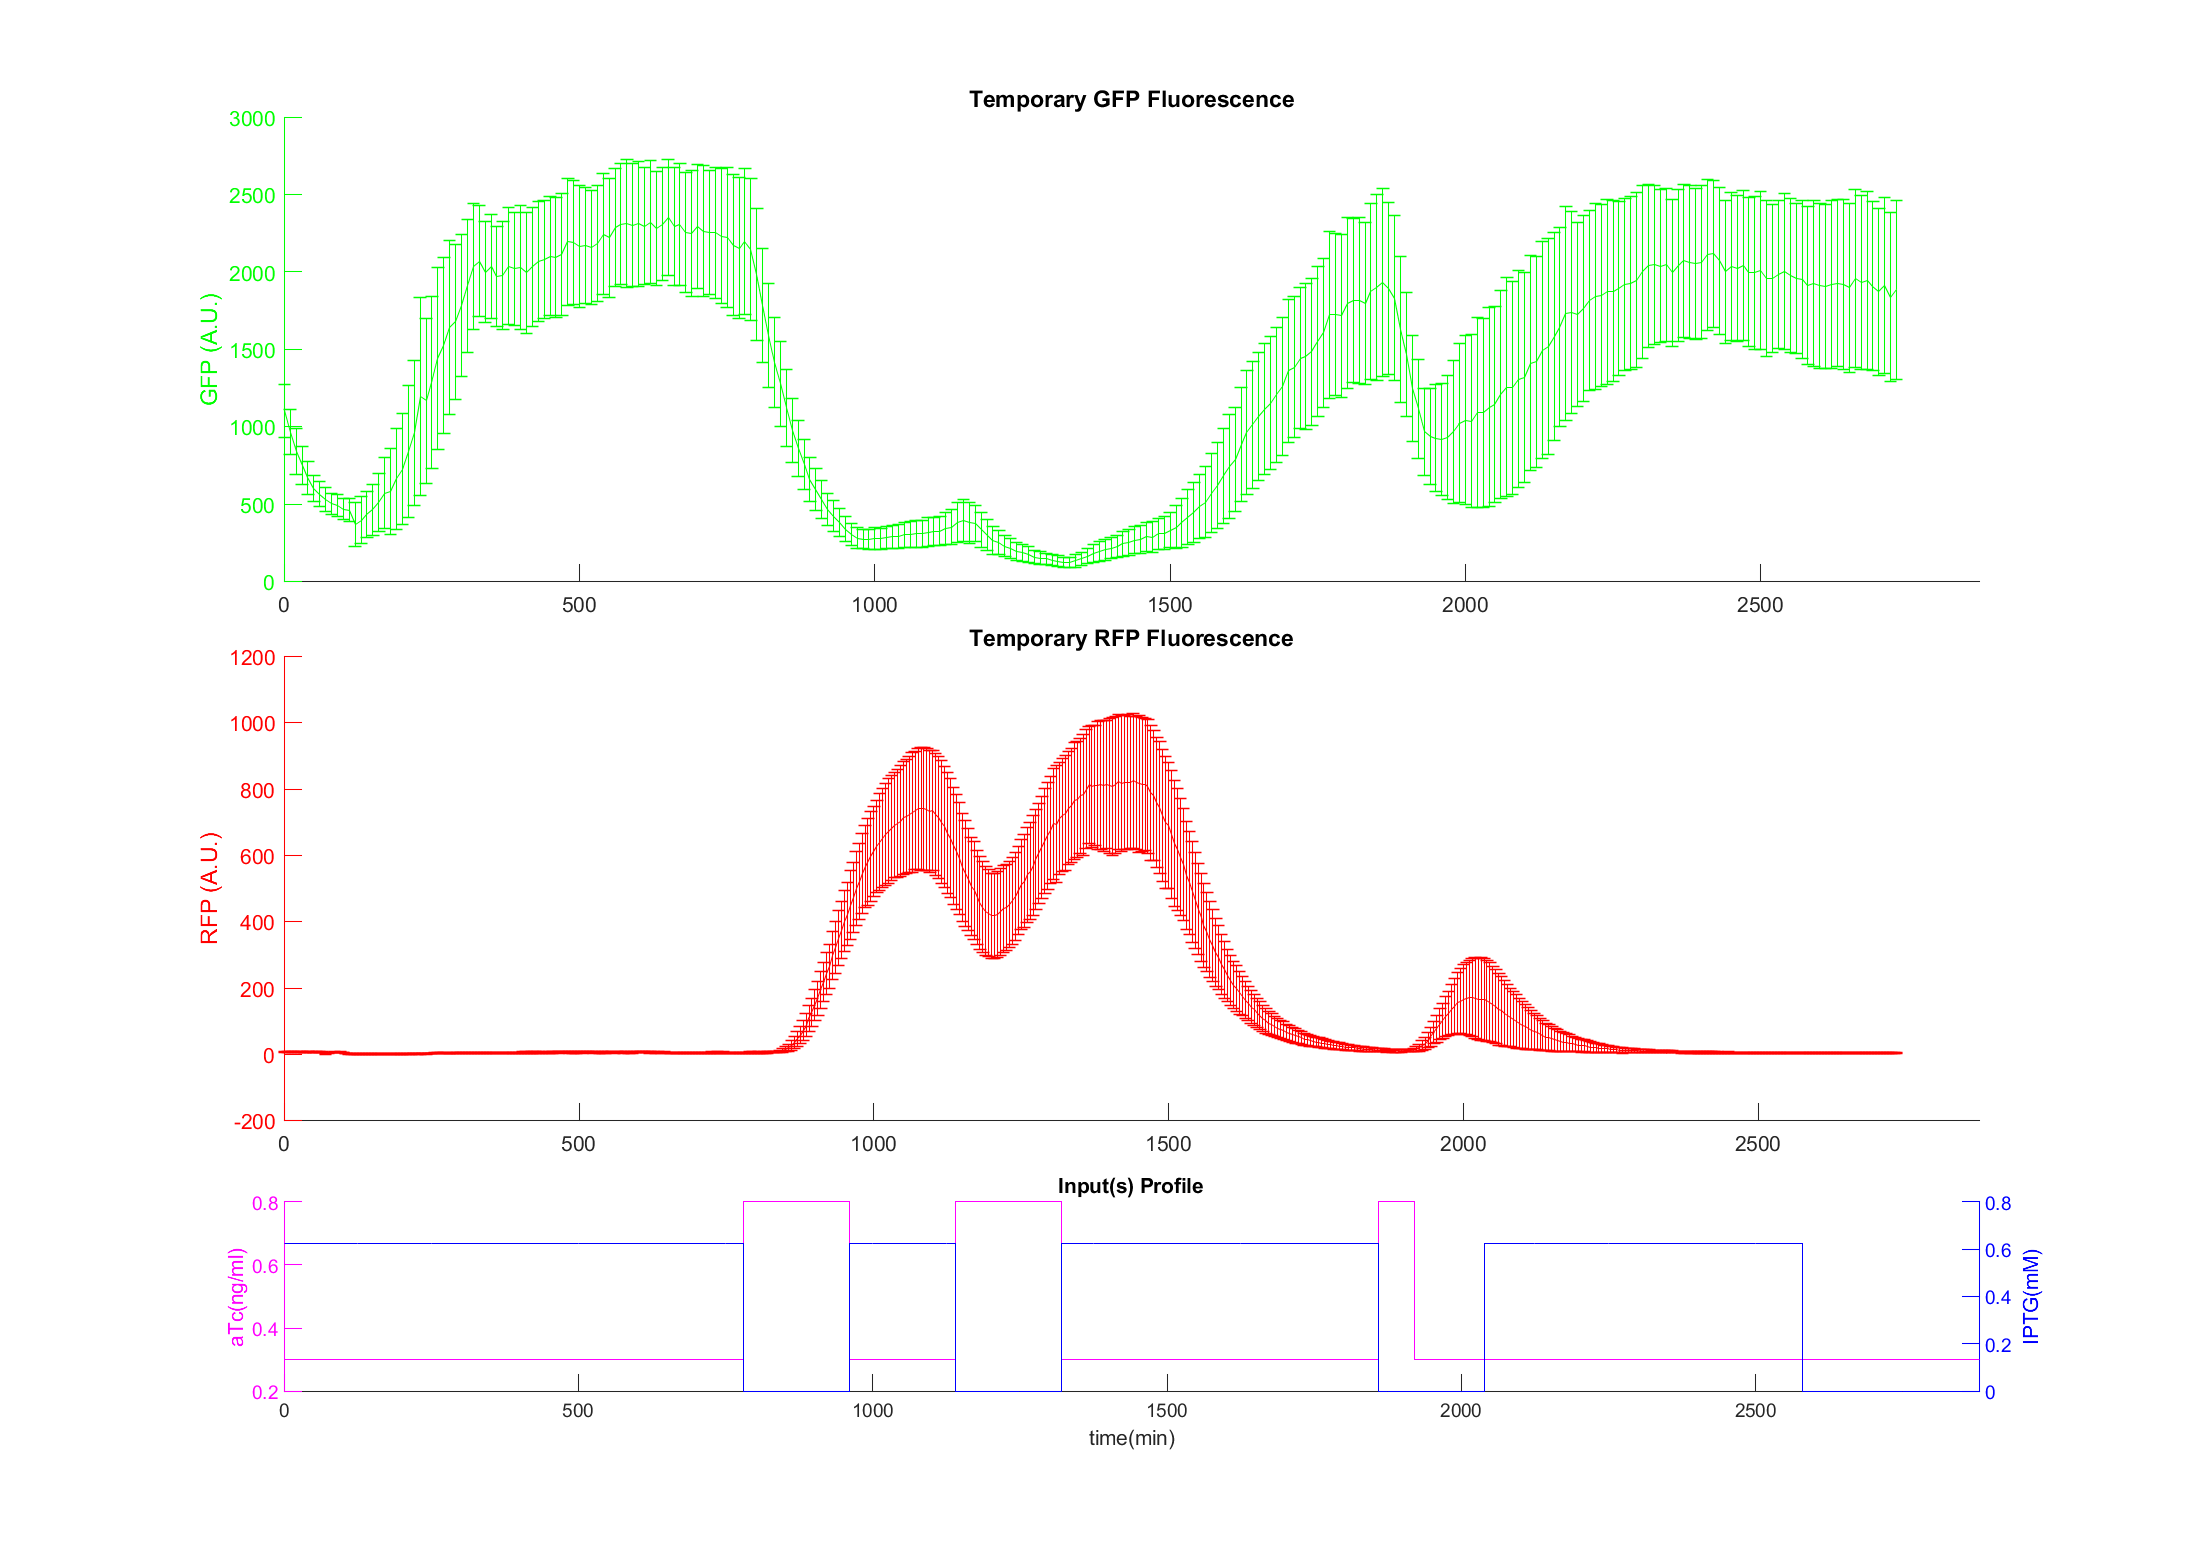 Temporary GFP Fluorescence
3000
2500
2000
1500
1000
500
0
GFP (A.U.)
0 500 1000 1500 2000 2500
Temporary RFP Fluorescence
1200
1000
800
600
400
200
0
-200
RFP (A.U.)
0 500 1000 1500 2000 2500
Input(s) Profile
0.8
0.6
0.4
0.2
aTc(ng/ml)
0.8
0.6
0.4
0.2
0
IPTG(mM)
0 500 1000 1500 2000 2500
time(min)